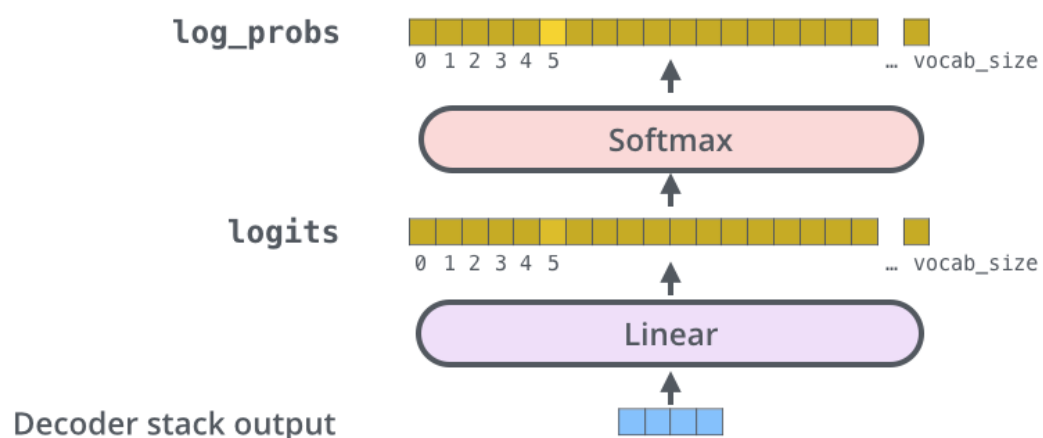 log_probs
0 1 2 3 4 5 … vocab_size
Softmax
logits
0 1 2 3 4 5 … vocab_size
Linear
Decoder stack output